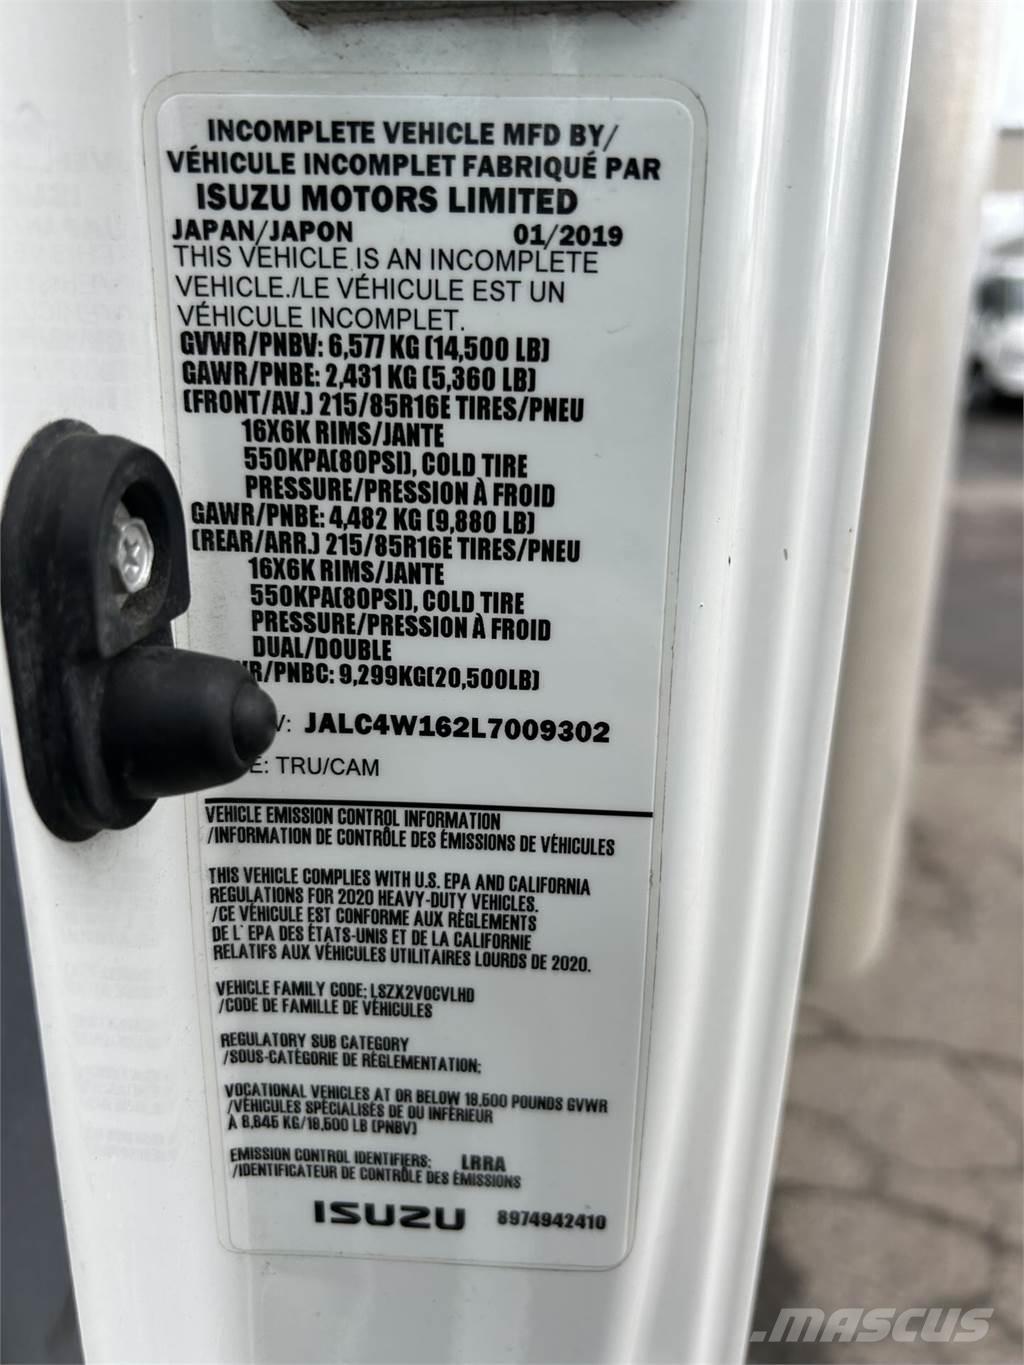 INCOMPLETE VEHICLE MFD BY/
VÉHICULE INCOMPLET FABRIQUÉ PAR
ISUZU MOTORS LIMITED
JAPAN/JAPON 01/2019
THIS VEHICLE IS AN INCOMPLETE
VEHICLE./LE VÉHICULE EST UN
VÉHICULE INCOMPLET.
GVWR/PNBV: 6,577 KG (14,500 LB)
GAWR/PNBE: 2,431 KG (5,360 LB)
(FRONT/AV.) 215/85R16E TIRES/PNEU
16X6K RIMS/JANTE
550KPA(80PSI), COLD TIRE
PRESSURE/PRESSION À FROID
GAWR/PNBE: 4,482 KG (9,880 LB)
(REAR/ARR.) 215/85R16E TIRES/PNEU
16X6K RIMS/JANTE
550KPA(80PSI), COLD TIRE
PRESSURE/PRESSION À FROID
DUAL/DOUBLE
R/PNBC: 9,299KG(20,500LB)
V: JALC4W162L7009302
E: TRU/CAM
VEHICLE EMISSION CONTROL INFORMATION
/INFORMATION DE CONTRÔLE DES ÉMISSIONS DE VÉHICULES
THIS VEHICLE COMPLIES WITH U.S. EPA AND CALIFORNIA
REGULATIONS FOR 2020 HEAVY-DUTY VEHICLES.
/CE VÉHICULE EST CONFORME AUX RÈGLEMENTS
DE L' EPA DES ÉTATS-UNIS ET DE LA CALIFORNIE
RELATIFS AUX VÉHICULES UTILITAIRES LOURDS DE 2020.
VEHICLE FAMILY CODE: LSZX2VOCVLHD
/CODE DE FAMILLE DE VÉHICULES
REGULATORY SUB CATEGORY
/SOUS-CATÉGORIE DE RÉGLEMENTATION:
VOCATIONAL VEHICLES AT OR BELOW 19,500 POUNDS GVWR
/VÉHICULES SPÉCIALISÉS DE OU INFÉRIEUR
À 8,845 KG/19,500 LB (PNBV)
EMISSION CONTROL IDENTIFIERS: LRRA
/IDENTIFICATEUR DE CONTRÔLE DES ÉMISSIONS
ISUZU 8974942410
MASCUS